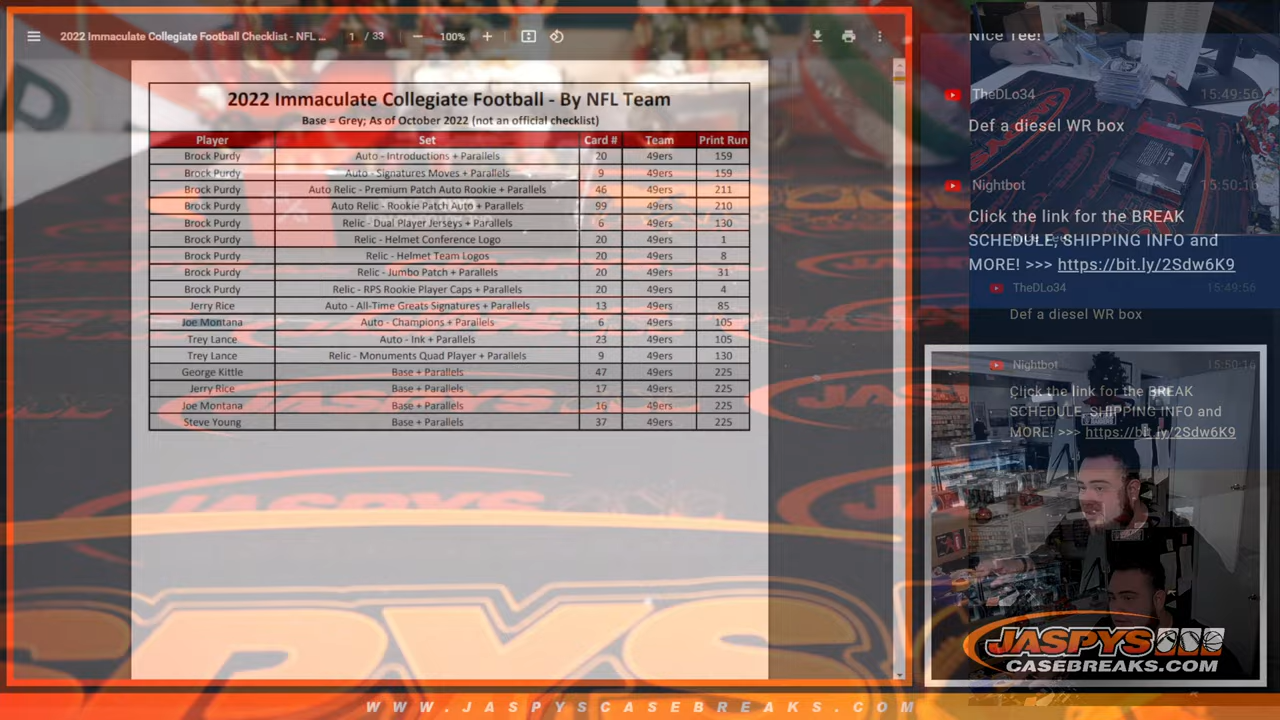 2022 Immaculate Collegiate Football Checklist - NFL ...
1 / 33
100%
2022 Immaculate Collegiate Football - By NFL Team
Base = Grey; As of October 2022 (not an official checklist)
Player Set Card # Team Print Run
Brock Purdy Auto - Introductions + Parallels 20 49ers 159
Brock Purdy Auto - Signatures Moves + Parallels 9 49ers 159
Brock Purdy Auto Relic - Premium Patch Auto Rookie + Parallels 46 49ers 211
Brock Purdy Auto Relic - Rookie Patch Auto + Parallels 99 49ers 210
Brock Purdy Relic - Dual Player Jerseys + Parallels 6 49ers 130
Brock Purdy Relic - Helmet Conference Logo 20 49ers 1
Brock Purdy Relic - Helmet Team Logos 20 49ers 8
Brock Purdy Relic - Jumbo Patch + Parallels 20 49ers 31
Brock Purdy Relic - RPS Rookie Player Caps + Parallels 20 49ers 4
Jerry Rice Auto - All-Time Greats Signatures + Parallels 13 49ers 85
Joe Montana Auto - Champions + Parallels 6 49ers 105
Trey Lance Auto - Ink + Parallels 23 49ers 105
Trey Lance Relic - Monuments Quad Player + Parallels 9 49ers 130
George Kittle Base + Parallels 47 49ers 225
Jerry Rice Base + Parallels 17 49ers 225
Joe Montana Base + Parallels 16 49ers 225
Steve Young Base + Parallels 37 49ers 225
JASPYS
Nice Tee!
TheDLo34 15:49:56
Def a diesel WR box
Nightbot 15:50:16
Click the link for the BREAK
SCHEDULE, SHIPPING INFO and
MORE! >>> https://bit.ly/2Sdw6K9
TheDLo34 15:49:56
Def a diesel WR box
Nightbot 15:50:16
Click the link for the BREAK
SCHEDULE, SHIPPING INFO and
MORE! >>> https://bit.ly/2Sdw6K9
JASPYS
CASEBREAKS.COM
WWW.JASPYSCASEBREAKS.COM